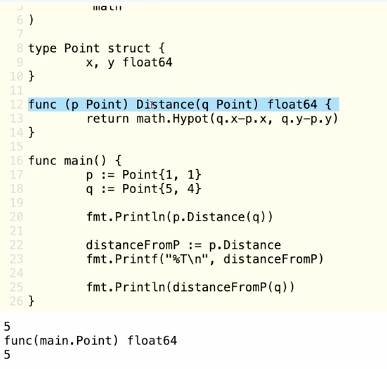 5 "math"
6 )
7
8 type Point struct {
9 x, y float64
10 }
11
12 func (p Point) Distance(q Point) float64 {
13 return math.Hypot(q.x-p.x, q.y-p.y)
14 }
15
16 func main() {
17 p := Point{1, 1}
18 q := Point{5, 4}
19
20 fmt.Println(p.Distance(q))
21
22 distanceFromP := p.Distance
23 fmt.Printf("%T\n", distanceFromP)
24
25 fmt.Println(distanceFromP(q))
26 }
5
func(main.Point) float64
5